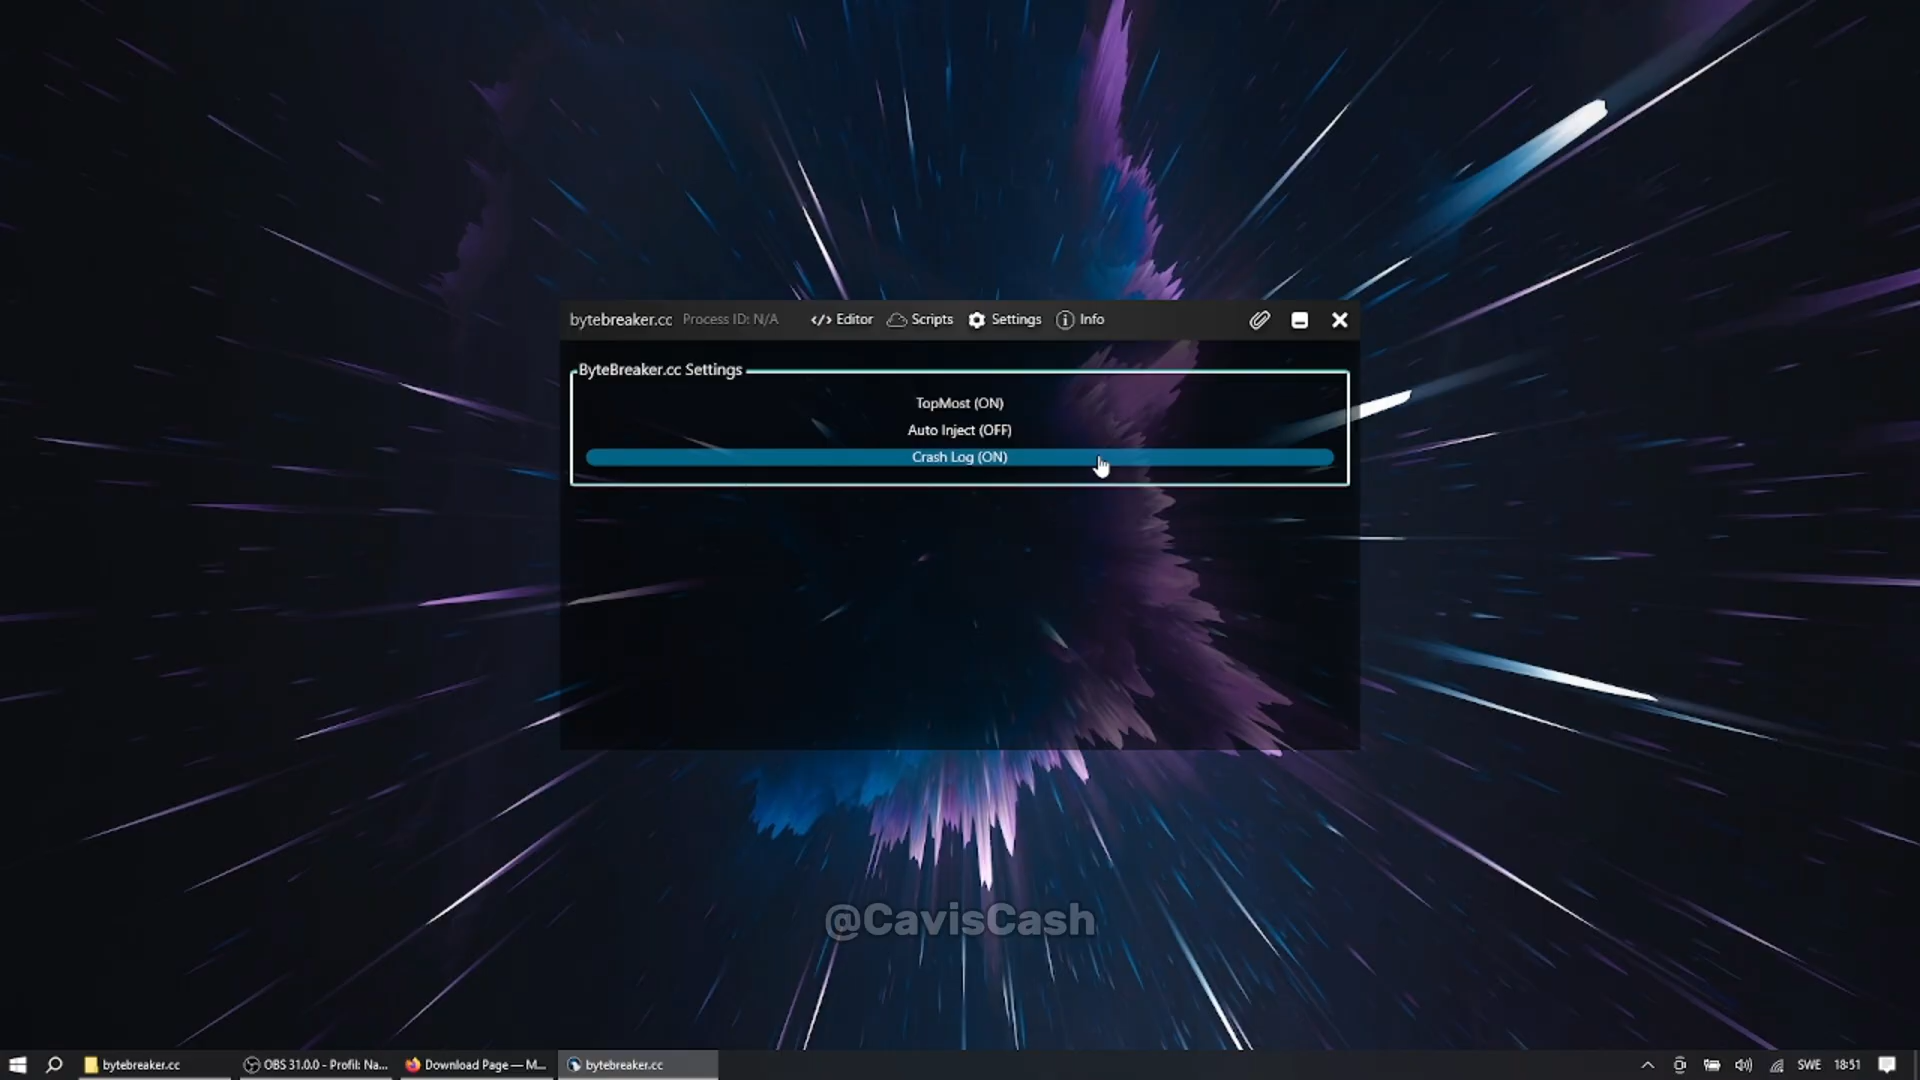 bytebreaker.cc Process ID: N/A Editor Scripts Settings Info
ByteBreaker.cc Settings
TopMost (ON)
Auto Inject (OFF)
Crash Log (ON)
@CavisCash
bytebreaker.cc OBS 31.0.0 - Profil: Na... Download Page — M... bytebreaker.cc SWE 18:51